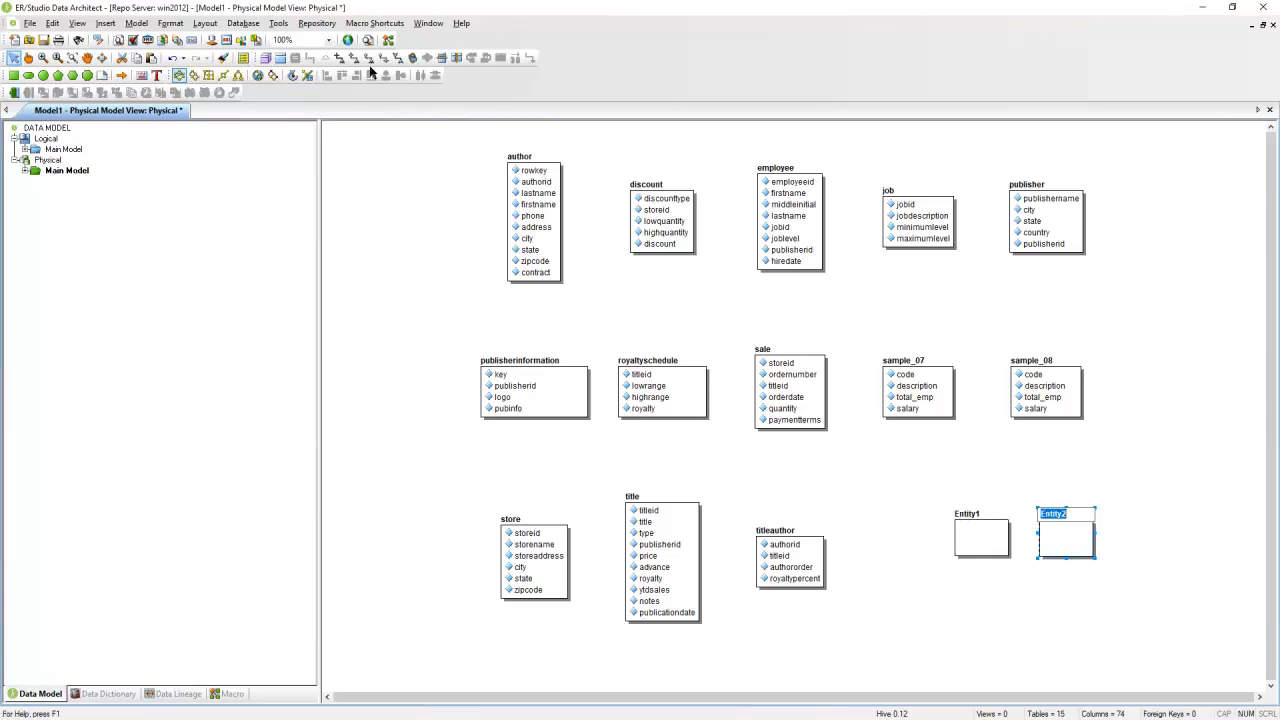 ER/Studio Data Architect - [Repo Server: win2012] - [Model1 - Physical Model View: Physical *]
File Edit View Insert Model Format Layout Database Tools Repository Macro Shortcuts Window Help
100%
Model1 - Physical Model View: Physical *
DATA MODEL
Logical
Main Model
Physical
Main Model
author
rowkey
authorid
lastname
firstname
phone
address
city
state
zipcode
contract
discount
discounttype
storeid
lowquantity
highquantity
discount
employee
employeeid
firstname
middleinitial
lastname
jobid
joblevel
publisherid
hiredate
job
jobid
jobdescription
minimumlevel
maximumlevel
publisher
publishername
city
state
country
publisherid
publisherinformation
key
publisherid
logo
pubinfo
royaltyschedule
titleid
lowrange
highrange
royalty
sale
storeid
ordernumber
titleid
orderdate
quantity
paymentterms
sample_07
code
description
total_emp
salary
sample_08
code
description
total_emp
salary
store
storeid
storename
storeaddress
city
state
zipcode
title
titleid
title
type
publisherid
price
advance
royalty
ytdsales
notes
publicationdate
titleauthor
authorid
titleid
authororder
royaltypercent
Entity1
Entity2
Data Model Data Dictionary Data Lineage Macro
For Help, press F1
Hive 0.12 Views = 0 Tables = 15 Columns = 74 Foreign Keys = 0 CAP NUM SCRL